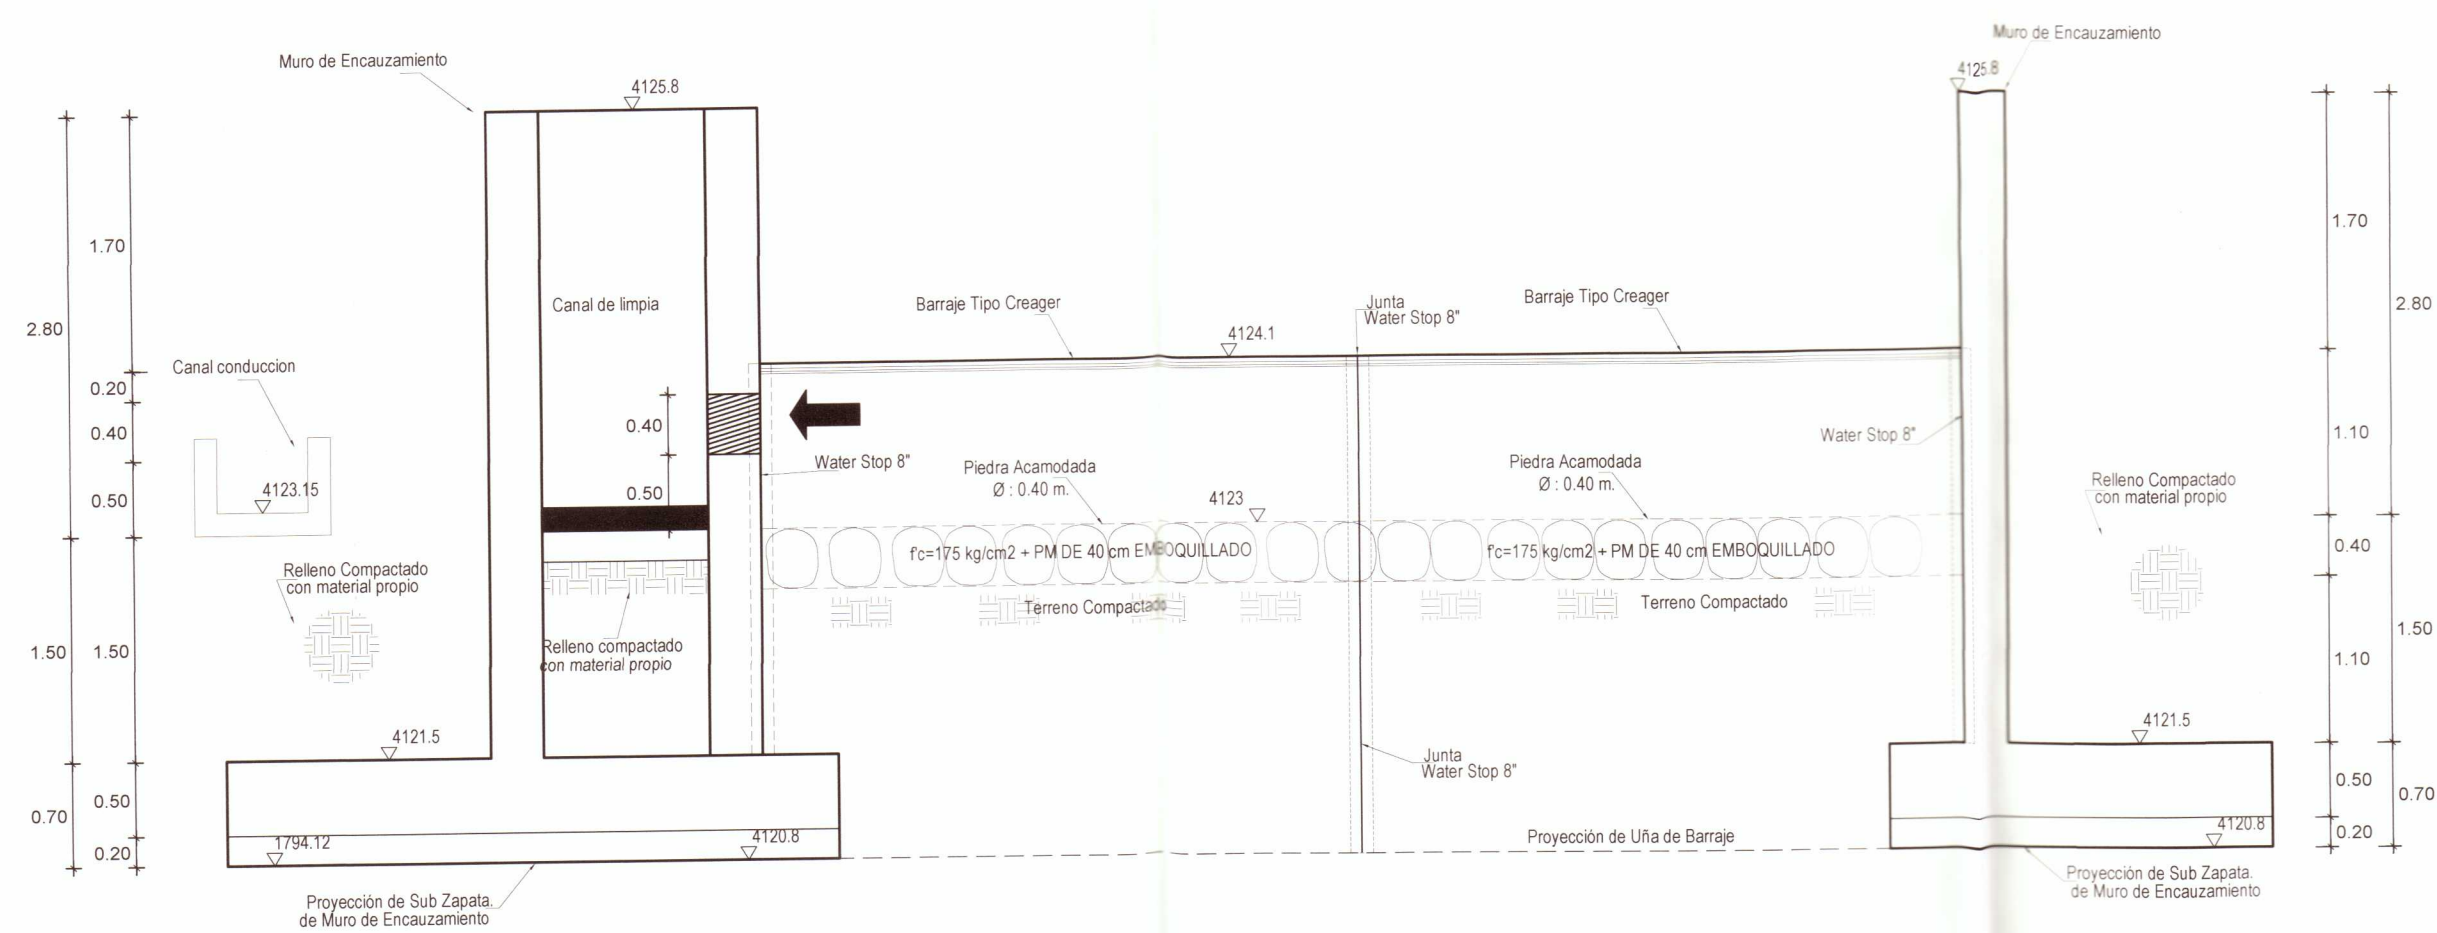 Muro de Encauzamiento
Muro de Encauzamiento
4125.8
4125.8
1.70
1.70
2.80
2.80
Canal de limpia
Barraje Tipo Creager
Junta
Water Stop 8"
Barraje Tipo Creager
4124.1
Canal conduccion
0.20
0.40
0.50
4123.15
0.40
0.50
Water Stop 8"
Piedra Acamodada
Ø : 0.40 m.
4123
Piedra Acamodada
Ø : 0.40 m.
Water Stop 8"
1.10
Relleno Compactado
con material propio
f'c=175 kg/cm2 + PM DE 40 cm EMBOQUILLADO
f'c=175 kg/cm2 + PM DE 40 cm EMBOQUILLADO
0.40
Relleno Compactado
con material propio
Terreno Compactado
Terreno Compactado
1.50
1.50
Relleno compactado
con material propio
1.10
1.50
4121.5
4121.5
Junta
Water Stop 8"
0.50
0.70
0.20
0.50
0.70
0.20
1794.12
4120.8
Proyección de Uña de Barraje
4120.8
Proyección de Sub Zapata.
de Muro de Encauzamiento
Proyección de Sub Zapata.
de Muro de Encauzamiento